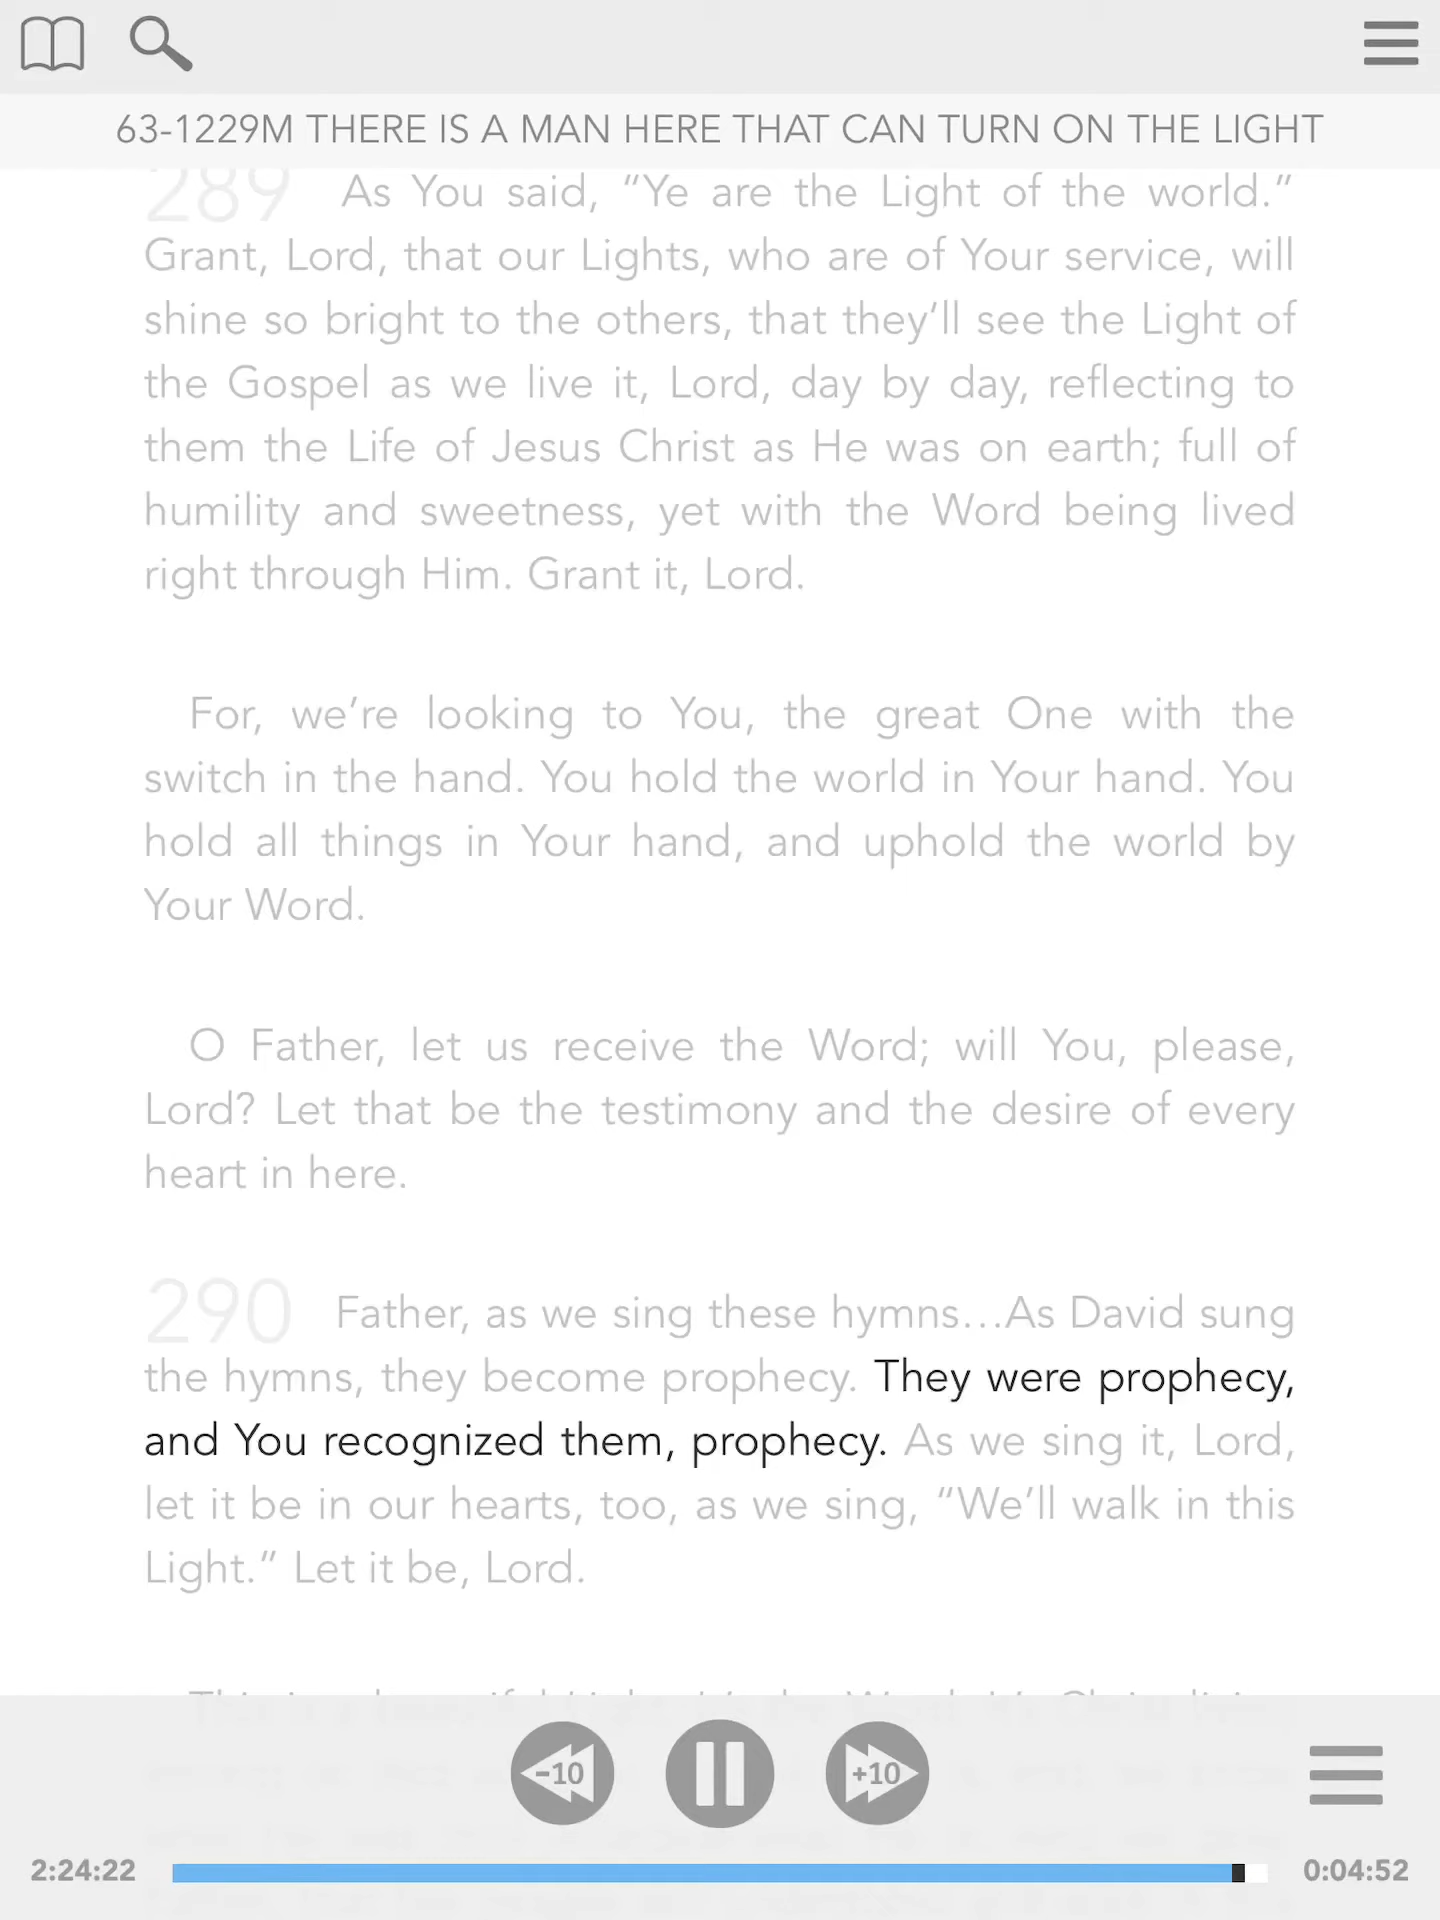 63-1229M THERE IS A MAN HERE THAT CAN TURN ON THE LIGHT
289 As You said, “Ye are the Light of the world.”
Grant, Lord, that our Lights, who are of Your service, will
shine so bright to the others, that they’ll see the Light of
the Gospel as we live it, Lord, day by day, reflecting to
them the Life of Jesus Christ as He was on earth; full of
humility and sweetness, yet with the Word being lived
right through Him. Grant it, Lord.
For, we’re looking to You, the great One with the
switch in the hand. You hold the world in Your hand. You
hold all things in Your hand, and uphold the world by
Your Word.
O Father, let us receive the Word; will You, please,
Lord? Let that be the testimony and the desire of every
heart in here.
290 Father, as we sing these hymns…As David sung
the hymns, they become prophecy. They were prophecy,
and You recognized them, prophecy. As we sing it, Lord,
let it be in our hearts, too, as we sing, “We’ll walk in this
Light.” Let it be, Lord.
-10 +10
2:24:22 0:04:52